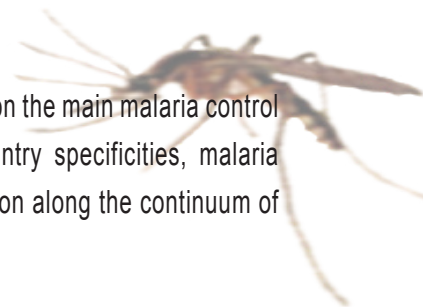 on the main malaria control
ntry specificities, malaria
on along the continuum of